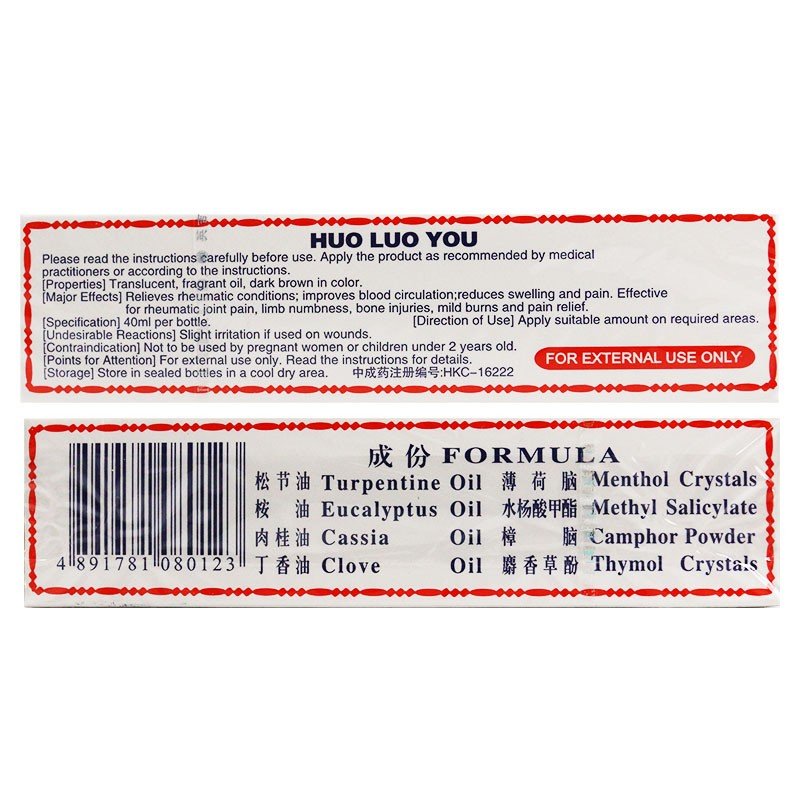 HUO LUO YOU
Please read the instructions carefully before use. Apply the product as recommended by medical
practitioners or according to the instructions.
[Properties] Translucent, fragrant oil, dark brown in color.
[Major Effects] Relieves rheumatic conditions; improves blood circulation;reduces swelling and pain. Effective
for rheumatic joint pain, limb numbness, bone injuries, mild burns and pain relief.
[Specification] 40ml per bottle. [Direction of Use] Apply suitable amount on required areas.
[Undesirable Reactions] Slight irritation if used on wounds.
[Contraindication] Not to be used by pregnant women or children under 2 years old.
[Points for Attention] For external use only. Read the instructions for details.
[Storage] Store in sealed bottles in a cool dry area. 中成药注册编号:HKC-16222
FOR EXTERNAL USE ONLY
成份 FORMULA
松节油 Turpentine Oil 薄荷脑 Menthol Crystals
桉油 Eucalyptus Oil 水杨酸甲酯 Methyl Salicylate
肉桂油 Cassia Oil 樟脑 Camphor Powder
丁香油 Clove Oil 麝香草酚 Thymol Crystals
4 891781 080123